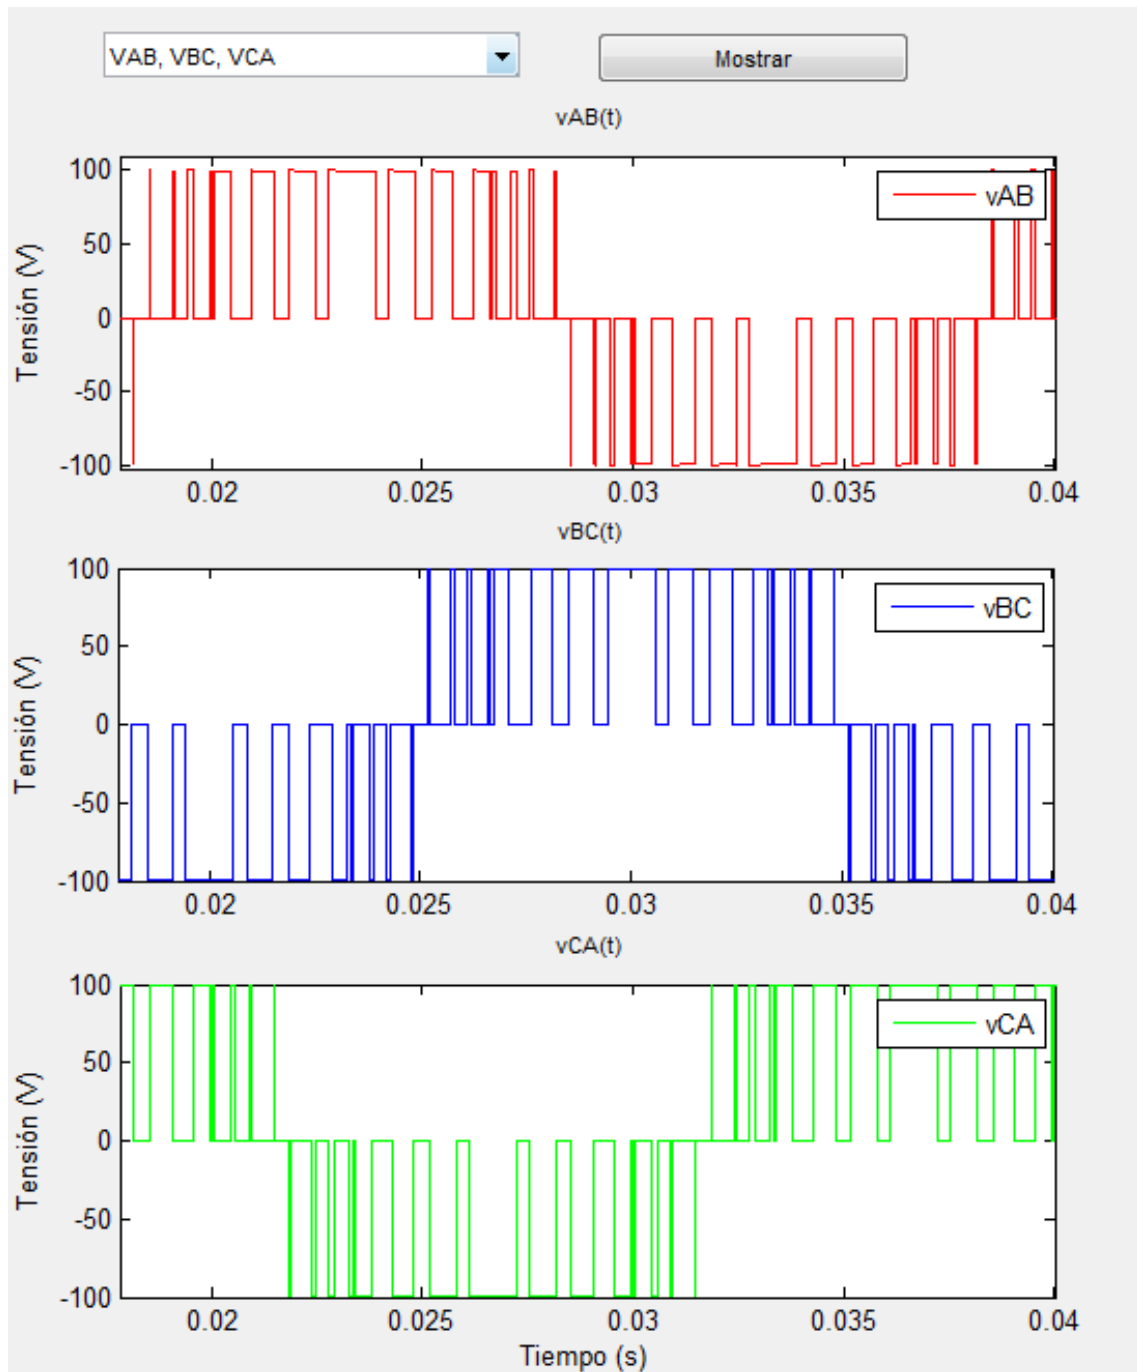 VAB, VBC, VCA
Mostrar
vAB(t)
100
50
0
-50
-100
Tensión (V)
vAB
0.02 0.025 0.03 0.035 0.04
vBC(t)
100
50
0
-50
-100
Tensión (V)
vBC
0.02 0.025 0.03 0.035 0.04
vCA(t)
100
50
0
-50
-100
Tensión (V)
vCA
0.02 0.025 0.03 0.035 0.04
Tiempo (s)